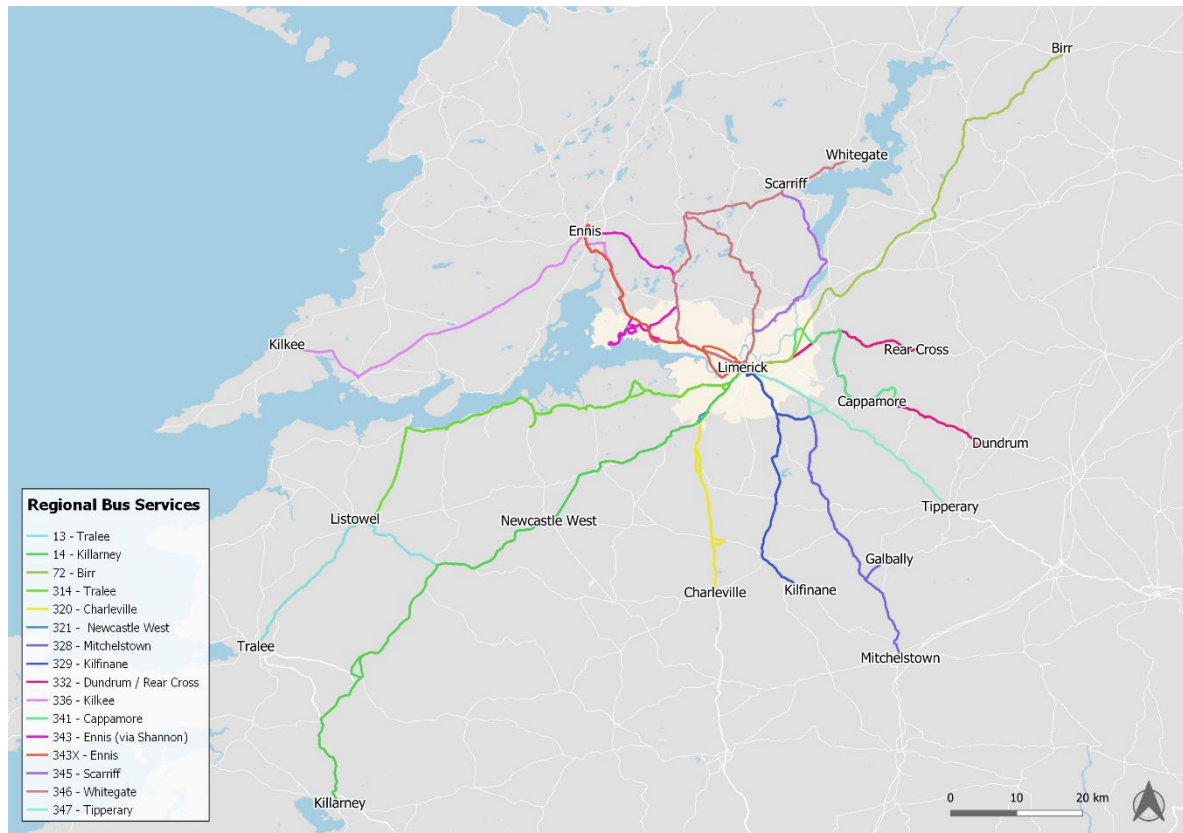 Birr
Whitegate
Scarriff
Ennis
Kilkee
Limerick
Rear Cross
Cappamore
Dundrum
Tipperary
Listowel
Newcastle West
Galbally
Charleville
Kilfinane
Tralee
Mitchelstown
Killarney
Regional Bus Services
13 - Tralee
14 - Killarney
72 - Birr
314 - Tralee
320 - Charleville
321 - Newcastle West
328 - Mitchelstown
329 - Kilfinane
332 - Dundrum / Rear Cross
336 - Kilkee
341 - Cappamore
343 - Ennis (via Shannon)
343X - Ennis
345 - Scarriff
346 - Whitegate
347 - Tipperary
0 10 20 km